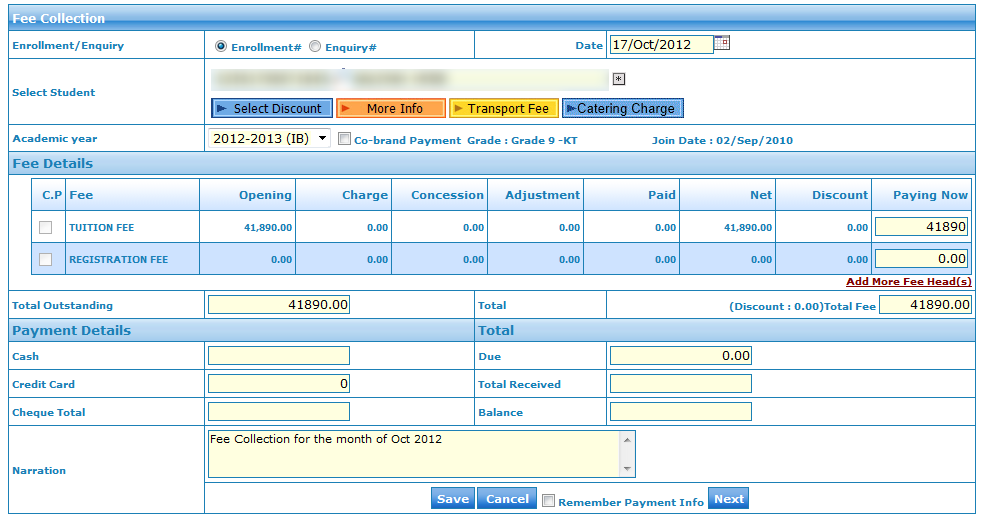 Fee Collection
Enrollment/Enquiry Enrollment# Enquiry# Date 17/Oct/2012
Select Student *
Select Discount More Info Transport Fee Catering Charge
Academic year 2012-2013 (IB) Co-brand Payment Grade : Grade 9 -KT Join Date : 02/Sep/2010
Fee Details
C.P Fee Opening Charge Concession Adjustment Paid Net Discount Paying Now
TUITION FEE 41,890.00 0.00 0.00 0.00 0.00 41,890.00 0.00 41890
REGISTRATION FEE 0.00 0.00 0.00 0.00 0.00 0.00 0.00 0.00
Add More Fee Head(s)
Total Outstanding 41890.00 Total (Discount : 0.00)Total Fee 41890.00
Payment Details Total
Cash Due 0.00
Credit Card 0 Total Received
Cheque Total Balance
Narration Fee Collection for the month of Oct 2012
Save Cancel Remember Payment Info Next